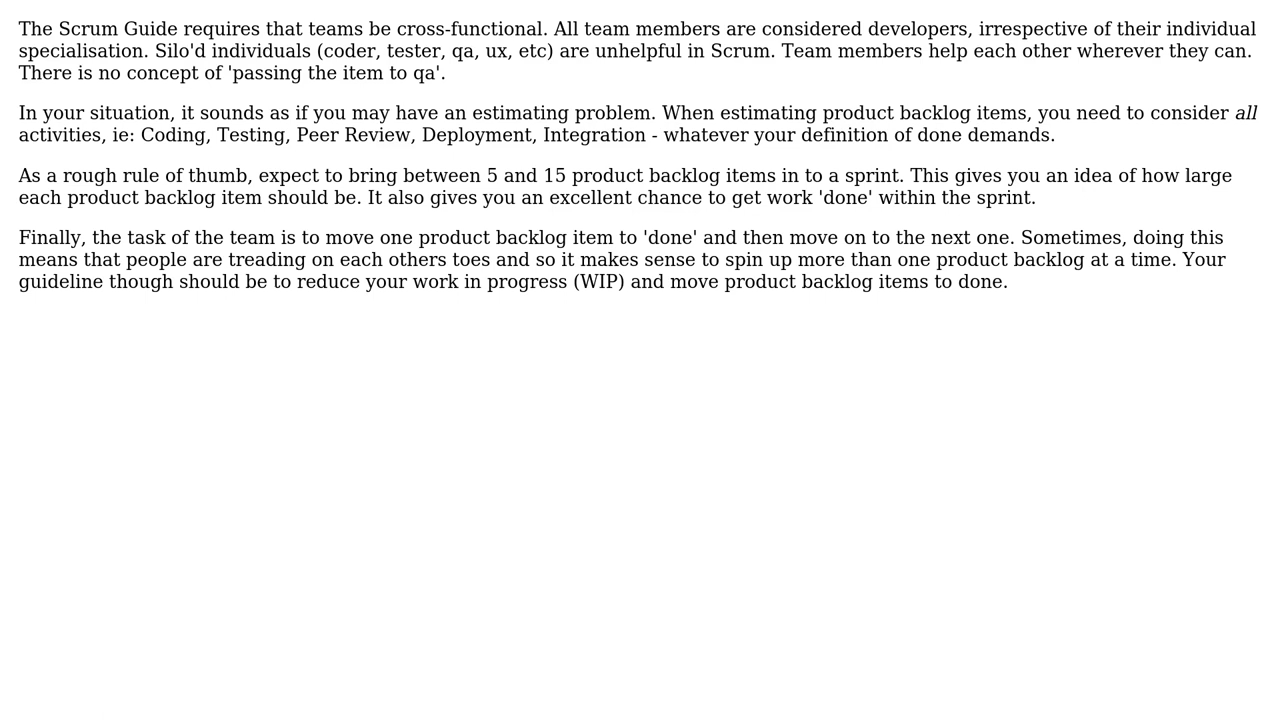 The Scrum Guide requires that teams be cross-functional. All team members are considered developers, irrespective of their individual
specialisation. Silo'd individuals (coder, tester, qa, ux, etc) are unhelpful in Scrum. Team members help each other wherever they can.
There is no concept of 'passing the item to qa'.
In your situation, it sounds as if you may have an estimating problem. When estimating product backlog items, you need to consider all
activities, ie: Coding, Testing, Peer Review, Deployment, Integration - whatever your definition of done demands.
As a rough rule of thumb, expect to bring between 5 and 15 product backlog items in to a sprint. This gives you an idea of how large
each product backlog item should be. It also gives you an excellent chance to get work 'done' within the sprint.
Finally, the task of the team is to move one product backlog item to 'done' and then move on to the next one. Sometimes, doing this
means that people are treading on each others toes and so it makes sense to spin up more than one product backlog at a time. Your
guideline though should be to reduce your work in progress (WIP) and move product backlog items to done.